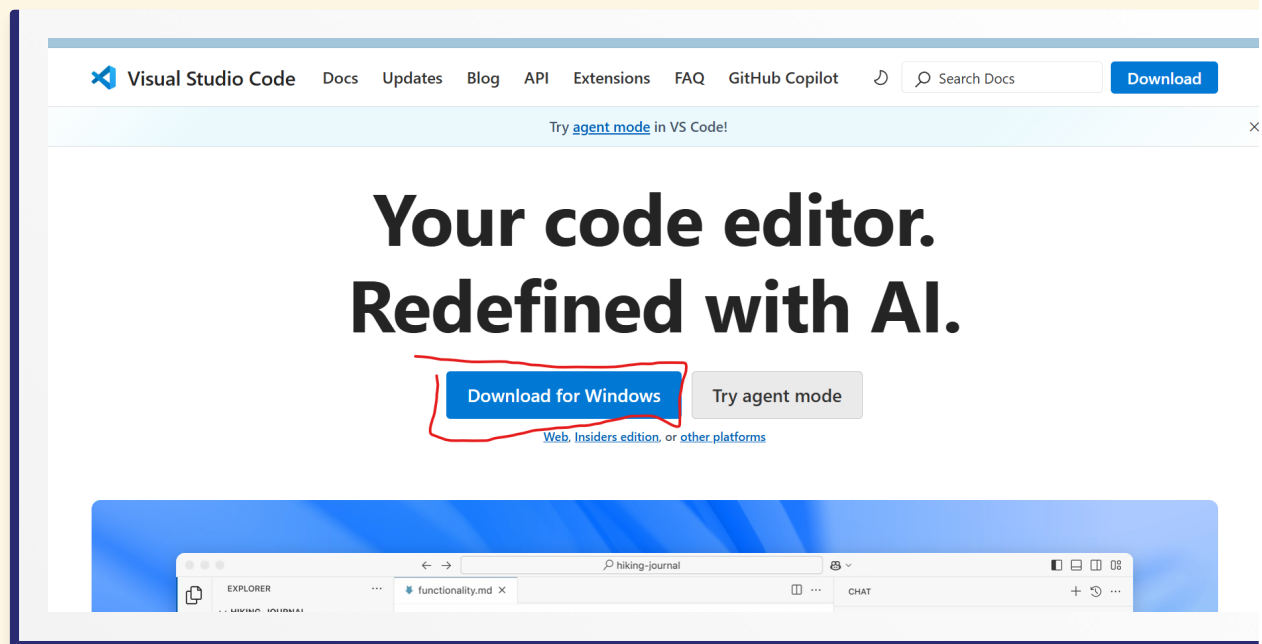 Visual Studio Code Docs Updates Blog API Extensions FAQ GitHub Copilot Search Docs Download
Try agent mode in VS Code!
Your code editor.
Redefined with AI.
Download for Windows Try agent mode
Web, Insiders edition, or other platforms
hiking-journal
EXPLORER ... functionality.md ... CHAT ...
HIKING-JOURNAL